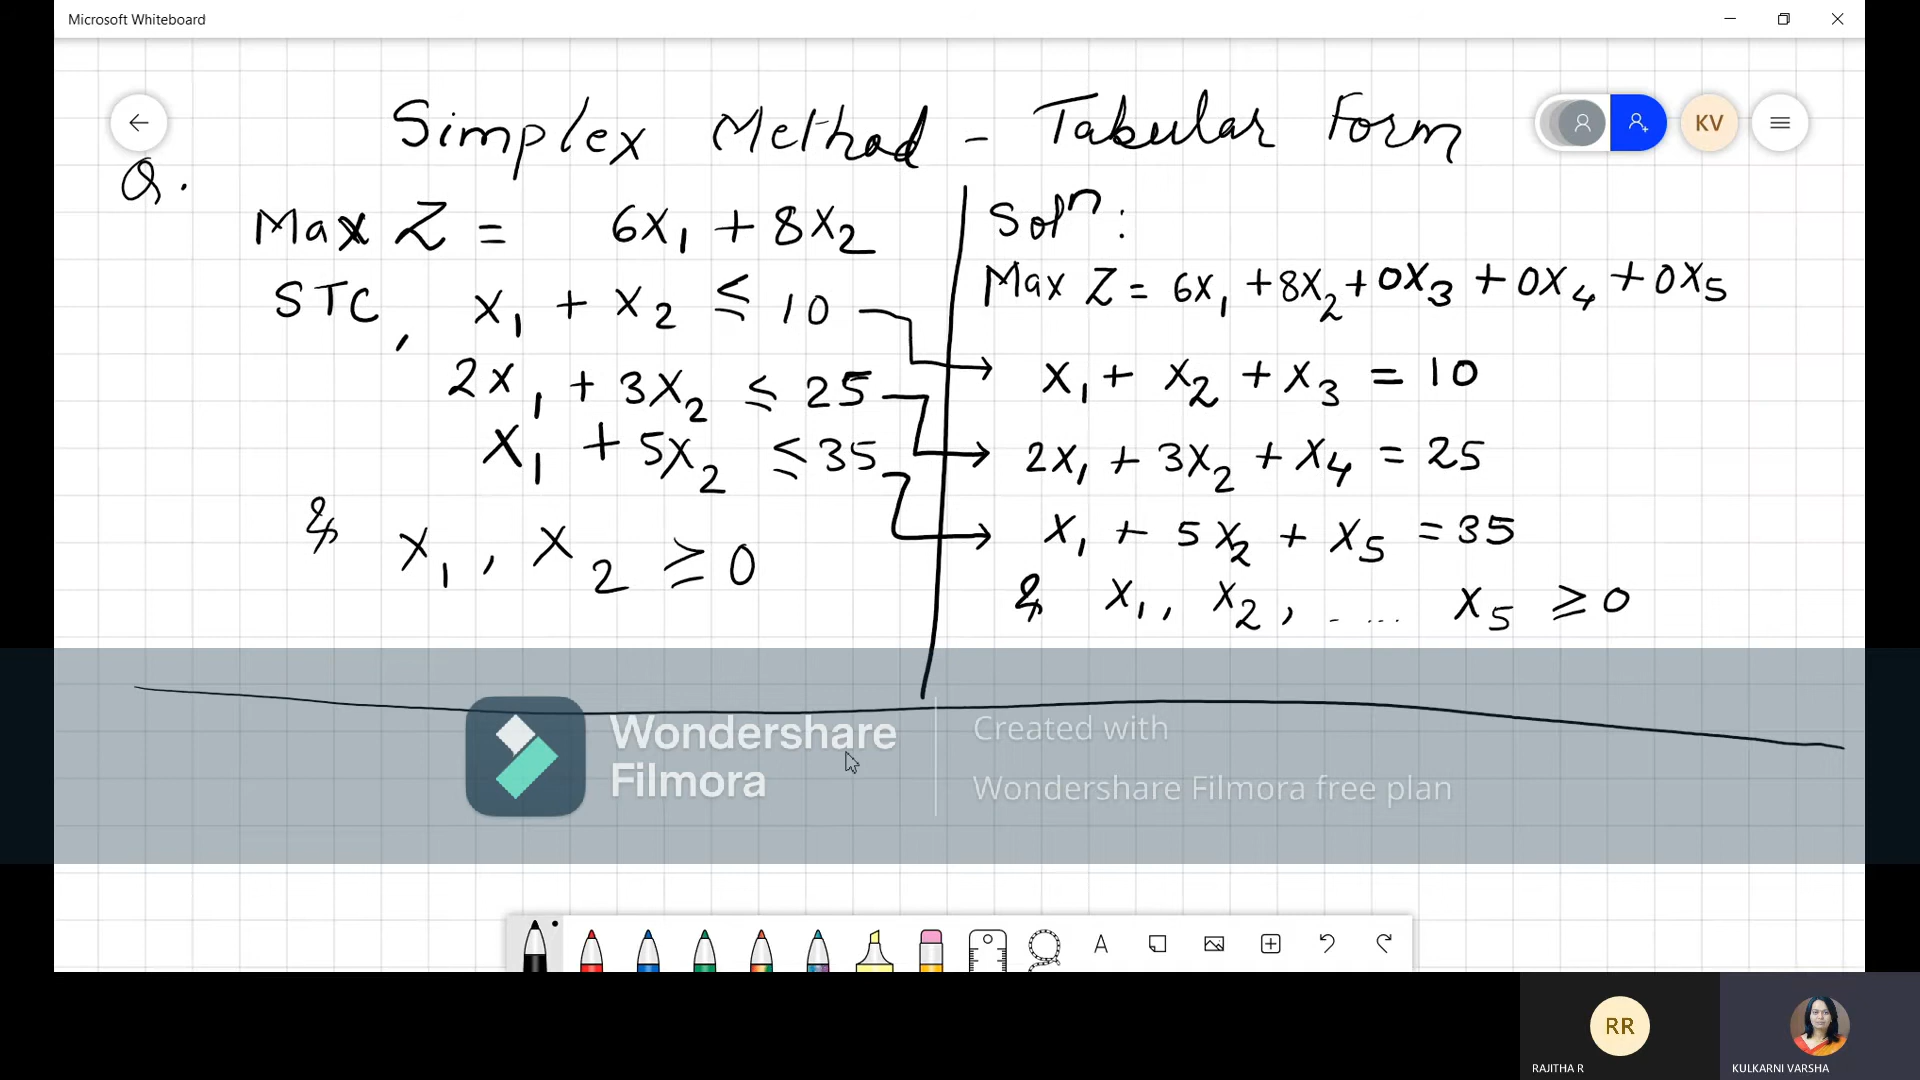 Microsoft Whiteboard
Simplex Method - Tabular Form
KV
Q.
Max Z = 6x₁ + 8x₂
STC, x₁ + x₂ ≤ 10
2x₁ + 3x₂ ≤ 25
x₁ + 5x₂ ≤ 35
& x₁, x₂ ≥ 0
Solⁿ:
Max Z = 6x₁ + 8x₂ + 0x₃ + 0x₄ + 0x₅
x₁ + x₂ + x₃ = 10
2x₁ + 3x₂ + x₄ = 25
x₁ + 5x₂ + x₅ = 35
& x₁, x₂, ..... x₅ ≥ 0
Wondershare
Filmora
Created with
Wondershare Filmora free plan
A
RR
RAJITHA R
KULKARNI VARSHA